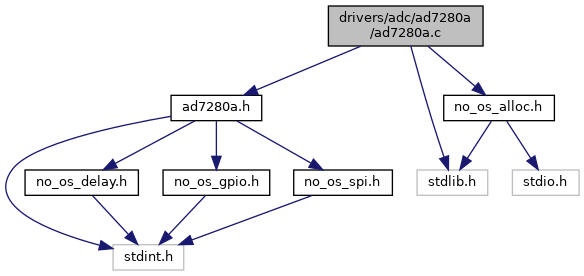 drivers/adc/ad7280a
/ad7280a.c
ad7280a.h
no_os_alloc.h
no_os_delay.h
no_os_gpio.h
no_os_spi.h
stdlib.h
stdio.h
stdint.h